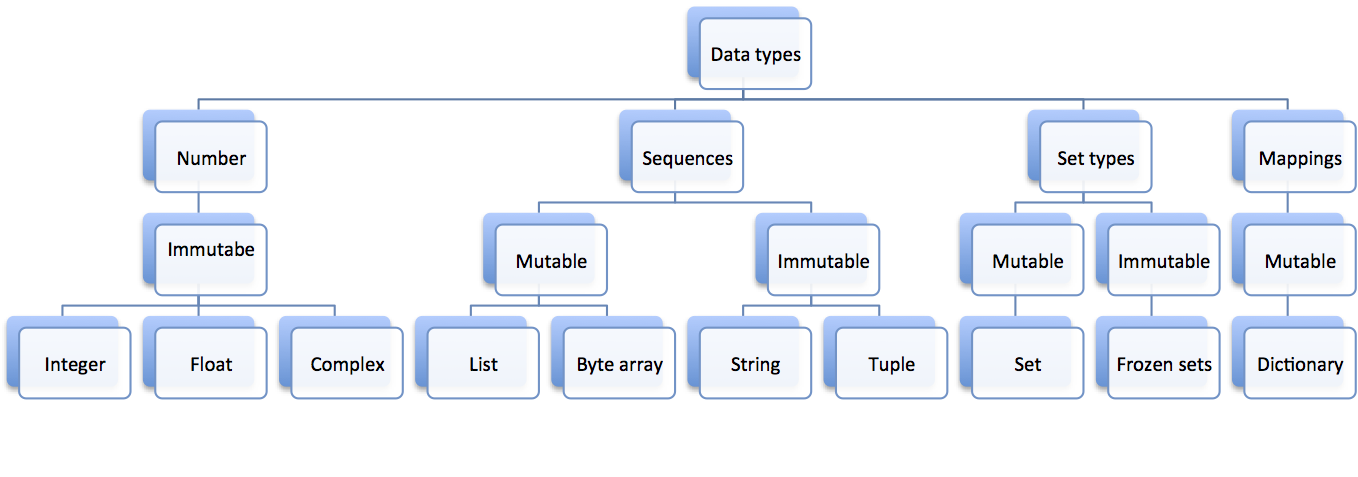 Data types
Number
Sequences
Set types
Mappings
Immutabe
Mutable
Immutable
Mutable
Immutable
Mutable
Integer
Float
Complex
List
Byte array
String
Tuple
Set
Frozen sets
Dictionary